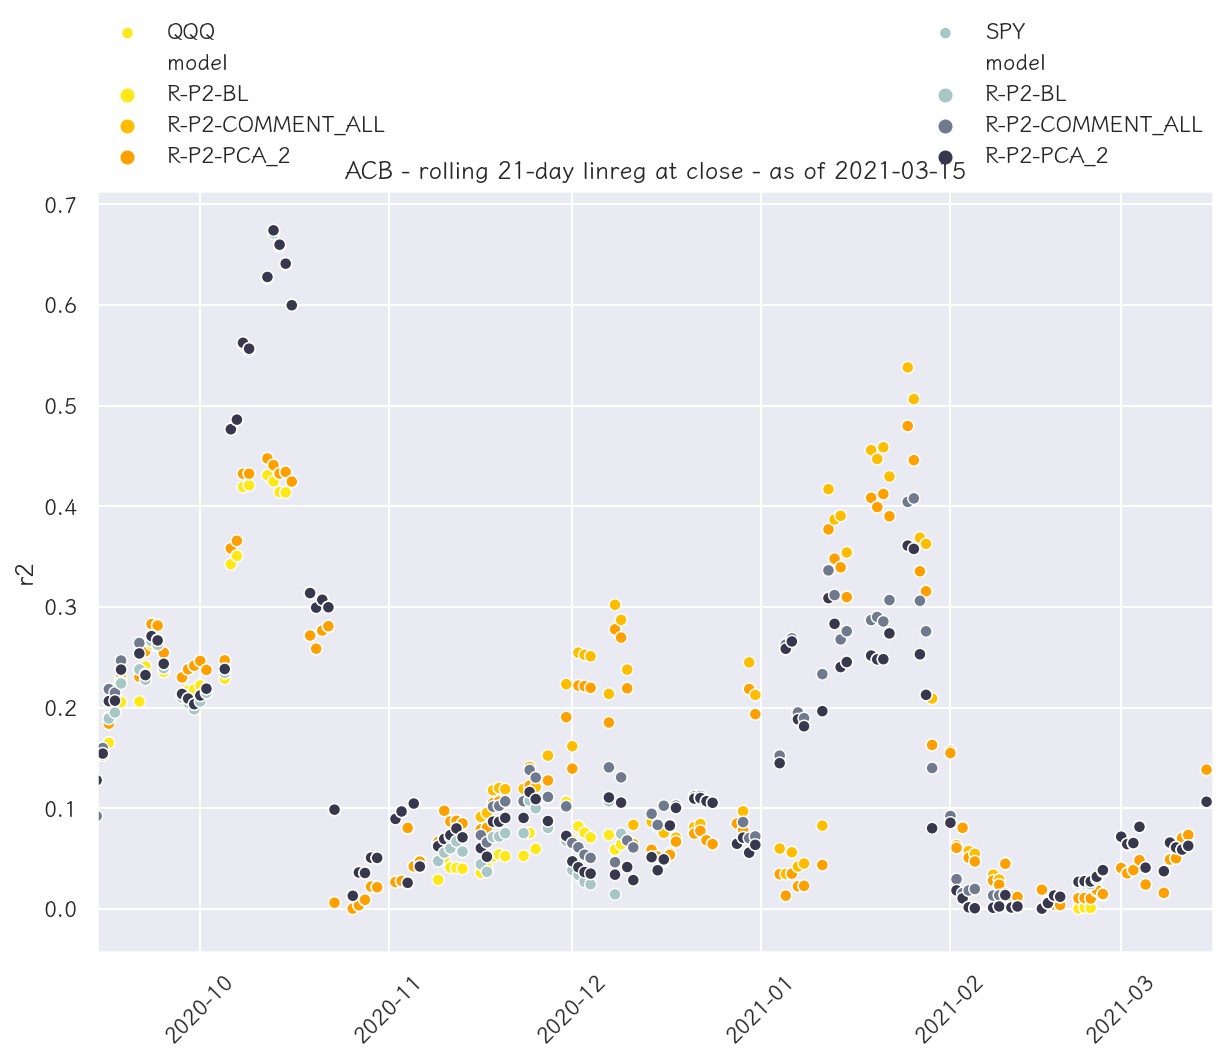 QQQ
model
R-P2-BL
R-P2-COMMENT_ALL
R-P2-PCA_2
SPY
model
R-P2-BL
R-P2-COMMENT_ALL
R-P2-PCA_2
ACB - rolling 21-day linreg at close - as of 2021-03-15
r2
0.7
0.6
0.5
0.4
0.3
0.2
0.1
0.0
2020-10
2020-11
2020-12
2021-01
2021-02
2021-03